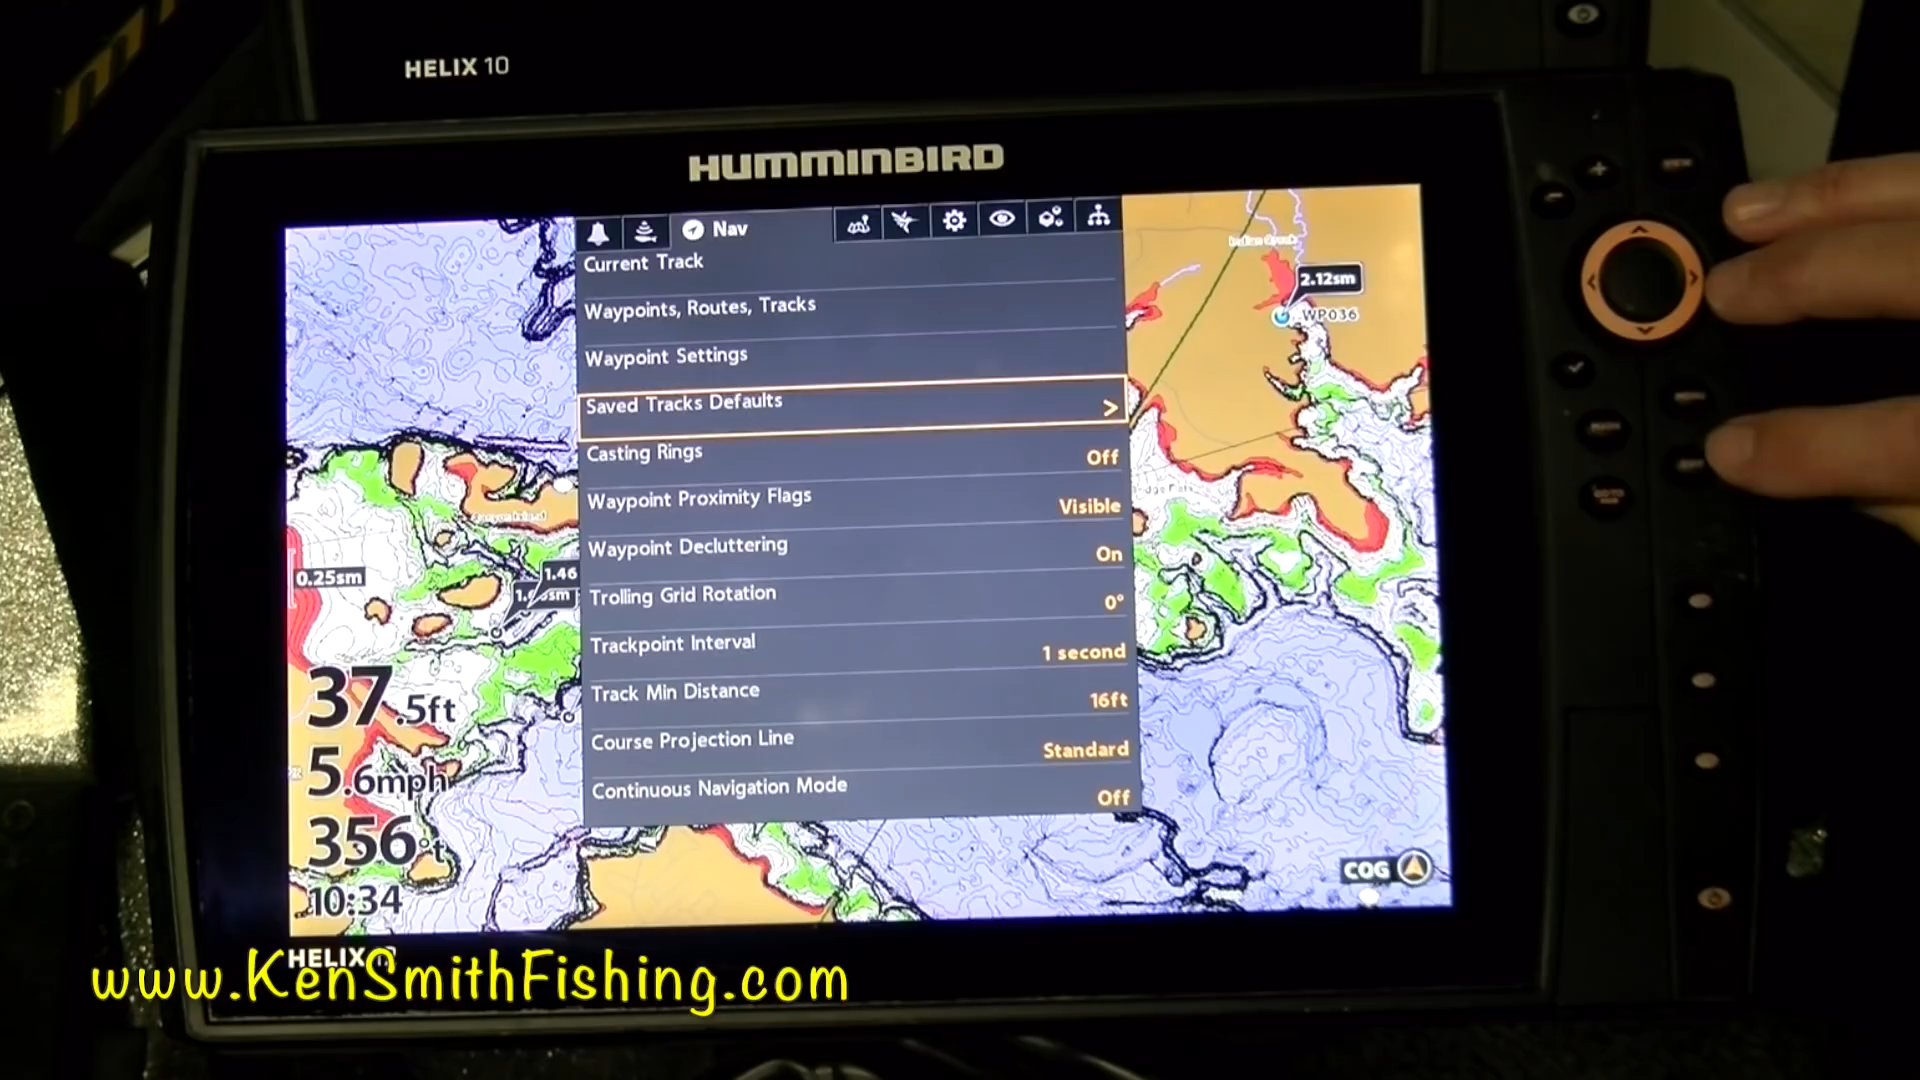 HELIX 10
HUMMINBIRD
Nav
Current Track
Waypoints, Routes, Tracks
Waypoint Settings
Saved Tracks Defaults >
Casting Rings Off
Waypoint Proximity Flags Visible
Waypoint Decluttering On
Trolling Grid Rotation 0°
Trackpoint Interval 1 second
Track Min Distance 16ft
Course Projection Line Standard
Continuous Navigation Mode Off
2.12sm
WP036
0.25sm
1.46
37.5ft
5.6mph
356°t
10:34
COG
HELIX
www.KenSmithFishing.com
VIEW